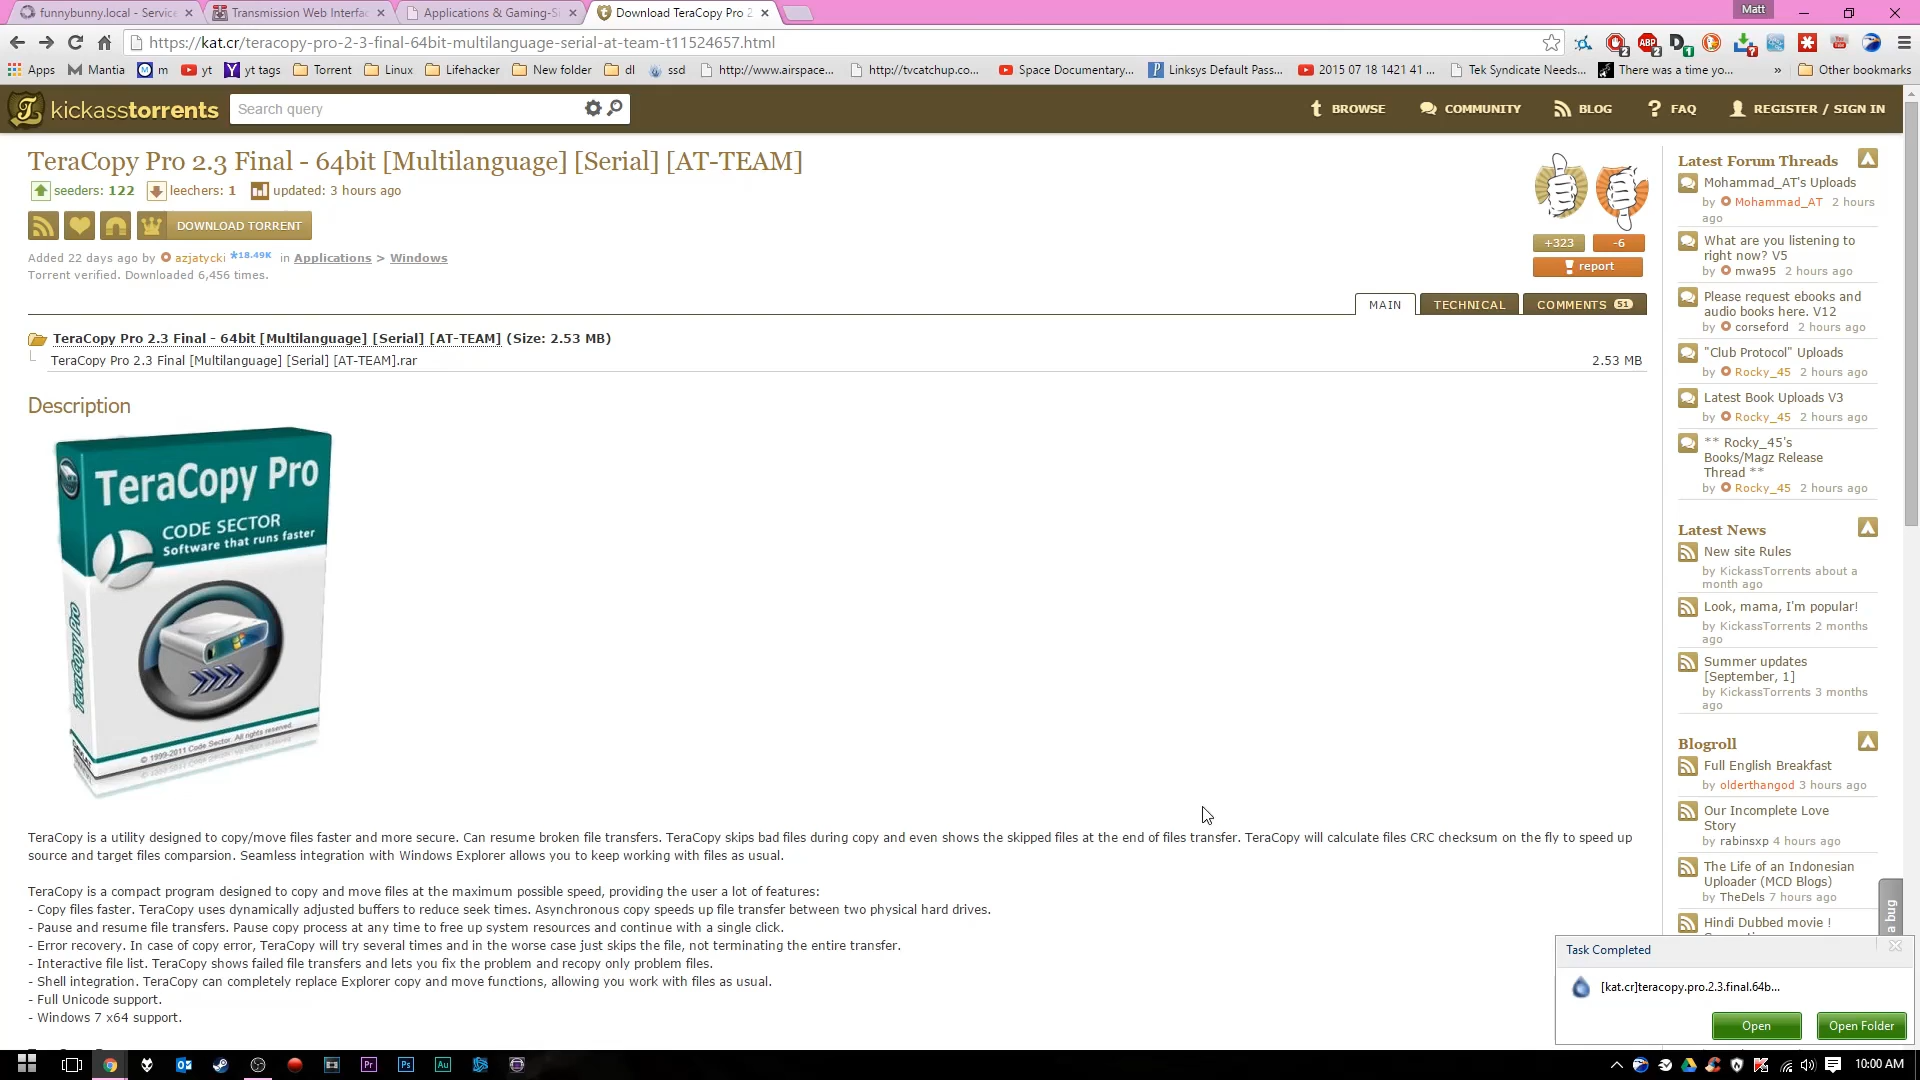 funnybunny.local - Service
Transmission Web Interfac
Applications & Gaming-Si
Download TeraCopy Pro 2
Matt
https://kat.cr/teracopy-pro-2-3-final-64bit-multilanguage-serial-at-team-t11524657.html
Apps
Mantia
m
yt
yt tags
Torrent
Linux
Lifehacker
New folder
dl
ssd
http://www.airspace...
http://tvcatchup.co...
Space Documentary...
Linksys Default Pass...
2015 07 18 1421 41 ...
Tek Syndicate Needs...
There was a time yo...
»
Other bookmarks
kickasstorrents
Search query
BROWSE
COMMUNITY
BLOG
FAQ
REGISTER / SIGN IN
TeraCopy Pro 2.3 Final - 64bit [Multilanguage] [Serial] [AT-TEAM]
seeders: 122 leechers: 1 updated: 3 hours ago
DOWNLOAD TORRENT
Added 22 days ago by azjatycki *18.49K in Applications > Windows
Torrent verified. Downloaded 6,456 times.
+323
-6
report
MAIN
TECHNICAL
COMMENTS 51
TeraCopy Pro 2.3 Final - 64bit [Multilanguage] [Serial] [AT-TEAM] (Size: 2.53 MB)
TeraCopy Pro 2.3 Final [Multilanguage] [Serial] [AT-TEAM].rar 2.53 MB
Description
TeraCopy Pro
CODE SECTOR
Software that runs faster
TeraCopy Pro
© 1999-2011 Code Sector. All rights reserved.
TeraCopy is a utility designed to copy/move files faster and more secure. Can resume broken file transfers. TeraCopy skips bad files during copy and even shows the skipped files at the end of files transfer. TeraCopy will calculate files CRC checksum on the fly to speed up
source and target files comparsion. Seamless integration with Windows Explorer allows you to keep working with files as usual.
TeraCopy is a compact program designed to copy and move files at the maximum possible speed, providing the user a lot of features:
- Copy files faster. TeraCopy uses dynamically adjusted buffers to reduce seek times. Asynchronous copy speeds up file transfer between two physical hard drives.
- Pause and resume file transfers. Pause copy process at any time to free up system resources and continue with a single click.
- Error recovery. In case of copy error, TeraCopy will try several times and in the worse case just skips the file, not terminating the entire transfer.
- Interactive file list. TeraCopy shows failed file transfers and lets you fix the problem and recopy only problem files.
- Shell integration. TeraCopy can completely replace Explorer copy and move functions, allowing you work with files as usual.
- Full Unicode support.
- Windows 7 x64 support.
Latest Forum Threads
Mohammad_AT's Uploads
by Mohammad_AT 2 hours
ago
What are you listening to
right now? V5
by mwa95 2 hours ago
Please request ebooks and
audio books here. V12
by corseford 2 hours ago
"Club Protocol" Uploads
by Rocky_45 2 hours ago
Latest Book Uploads V3
by Rocky_45 2 hours ago
** Rocky_45's
Books/Magz Release
Thread **
by Rocky_45 2 hours ago
Latest News
New site Rules
by KickassTorrents about a
month ago
Look, mama, I'm popular!
by KickassTorrents 2 months
ago
Summer updates
[September, 1]
by KickassTorrents 3 months
ago
Blogroll
Full English Breakfast
by olderthangod 3 hours ago
Our Incomplete Love
Story
by rabinsxp 4 hours ago
The Life of an Indonesian
Uploader (MCD Blogs)
by TheDels 7 hours ago
Hindi Dubbed movie !
a bug
Task Completed
[kat.cr]teracopy.pro.2.3.final.64b...
Open
Open Folder
10:00 AM